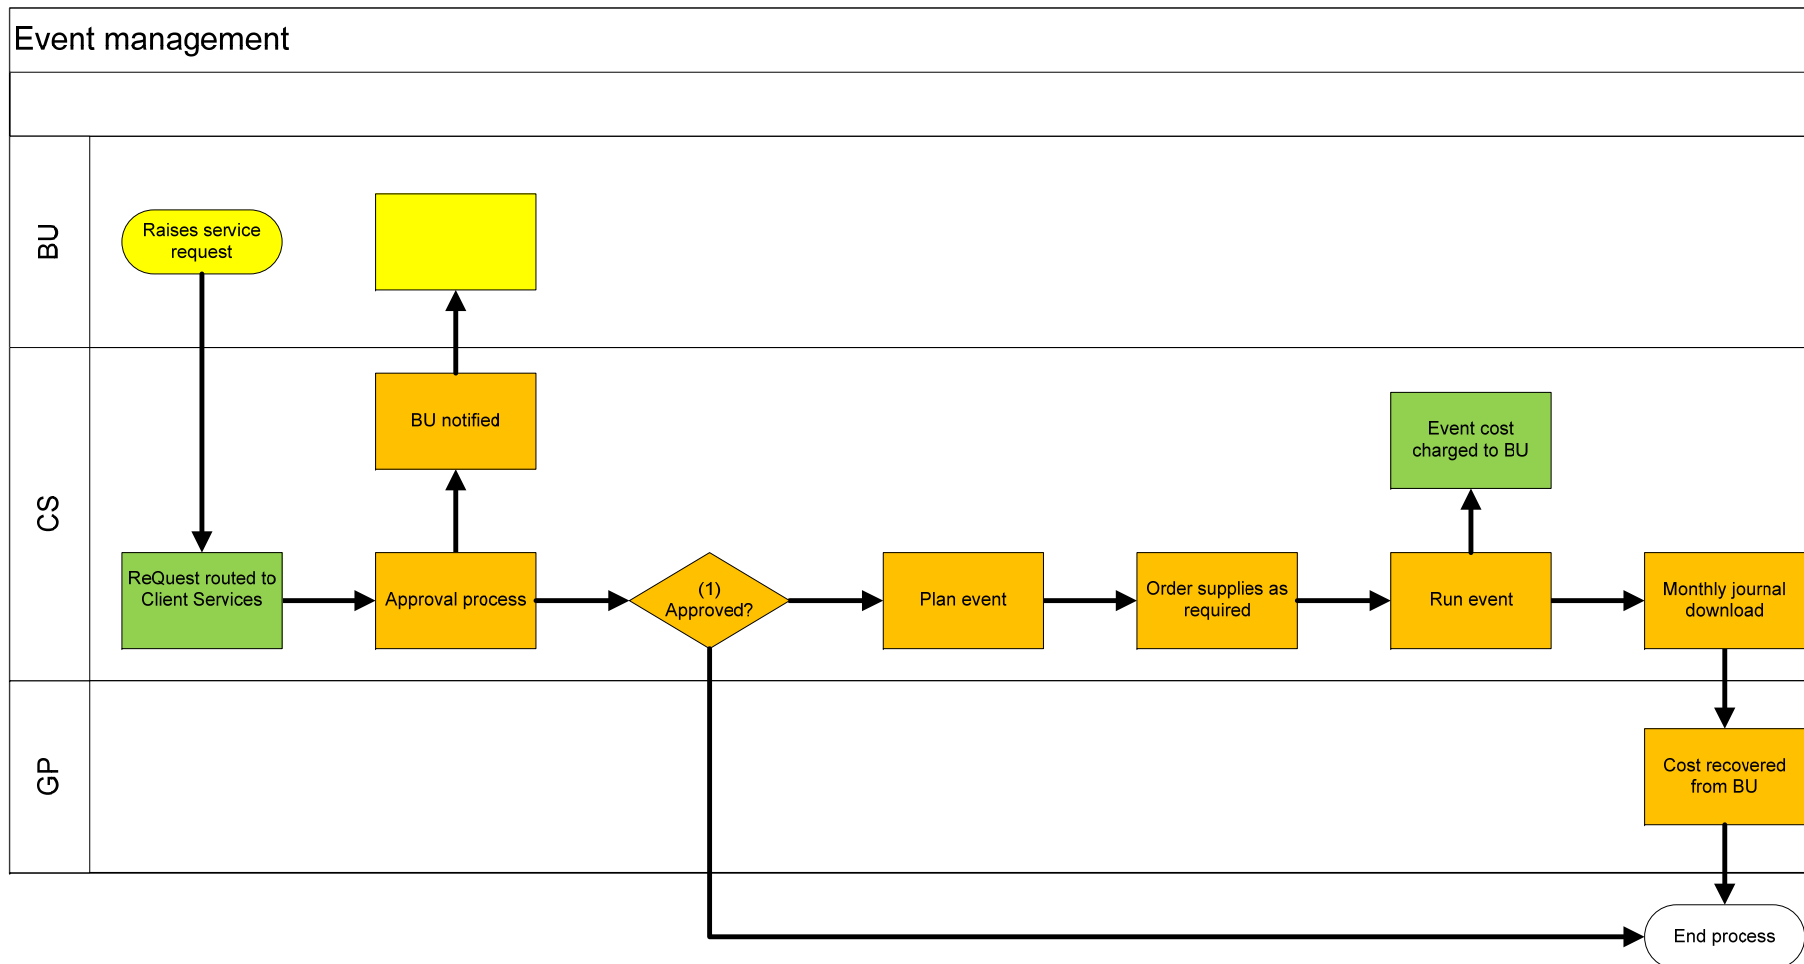 Event management
BU
Raises service
request
CS
BU notified
Event cost
charged to BU
ReQuest routed to
Client Services
Approval process
(1)
Approved?
Plan event
Order supplies as
required
Run event
Monthly journal
download
GP
Cost recovered
from BU
End process